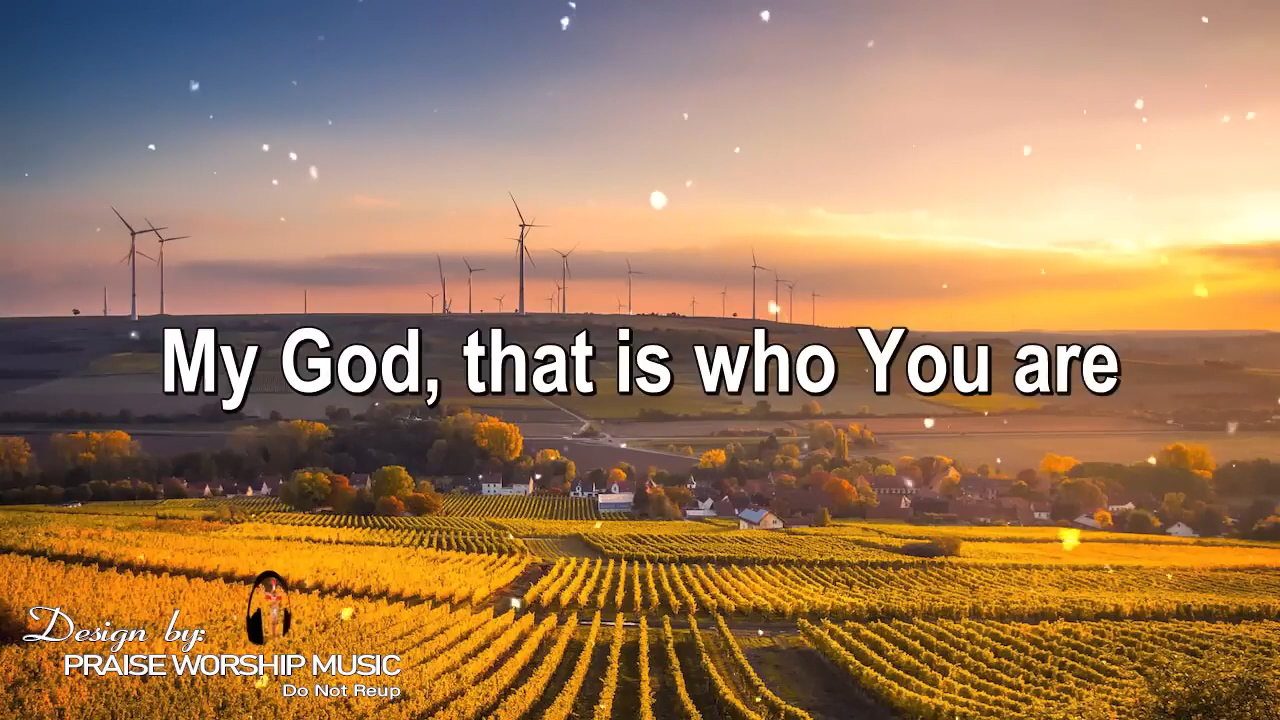 My God, that is who You are
Design by:
PRAISE WORSHIP MUSIC
Do Not Reup